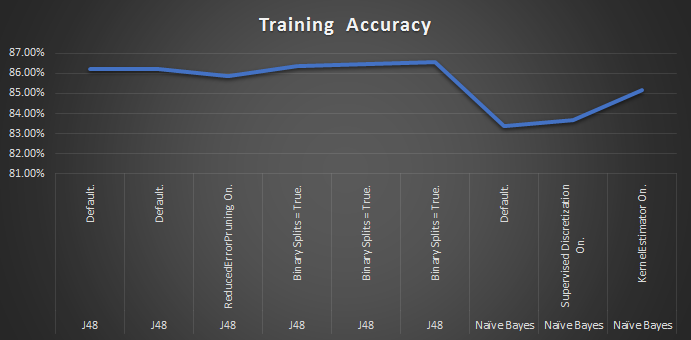 Training Accuracy
87.00%
86.00%
85.00%
84.00%
83.00%
82.00%
81.00%
Default.
Default.
ReducedErrorPruning On.
Binary Splits = True.
Binary Splits = True.
Binary Splits = True.
Default.
Supervised Discretization
On.
KernelEstimator On.
J48
J48
J48
J48
J48
J48
Naïve Bayes
Naïve Bayes
Naïve Bayes